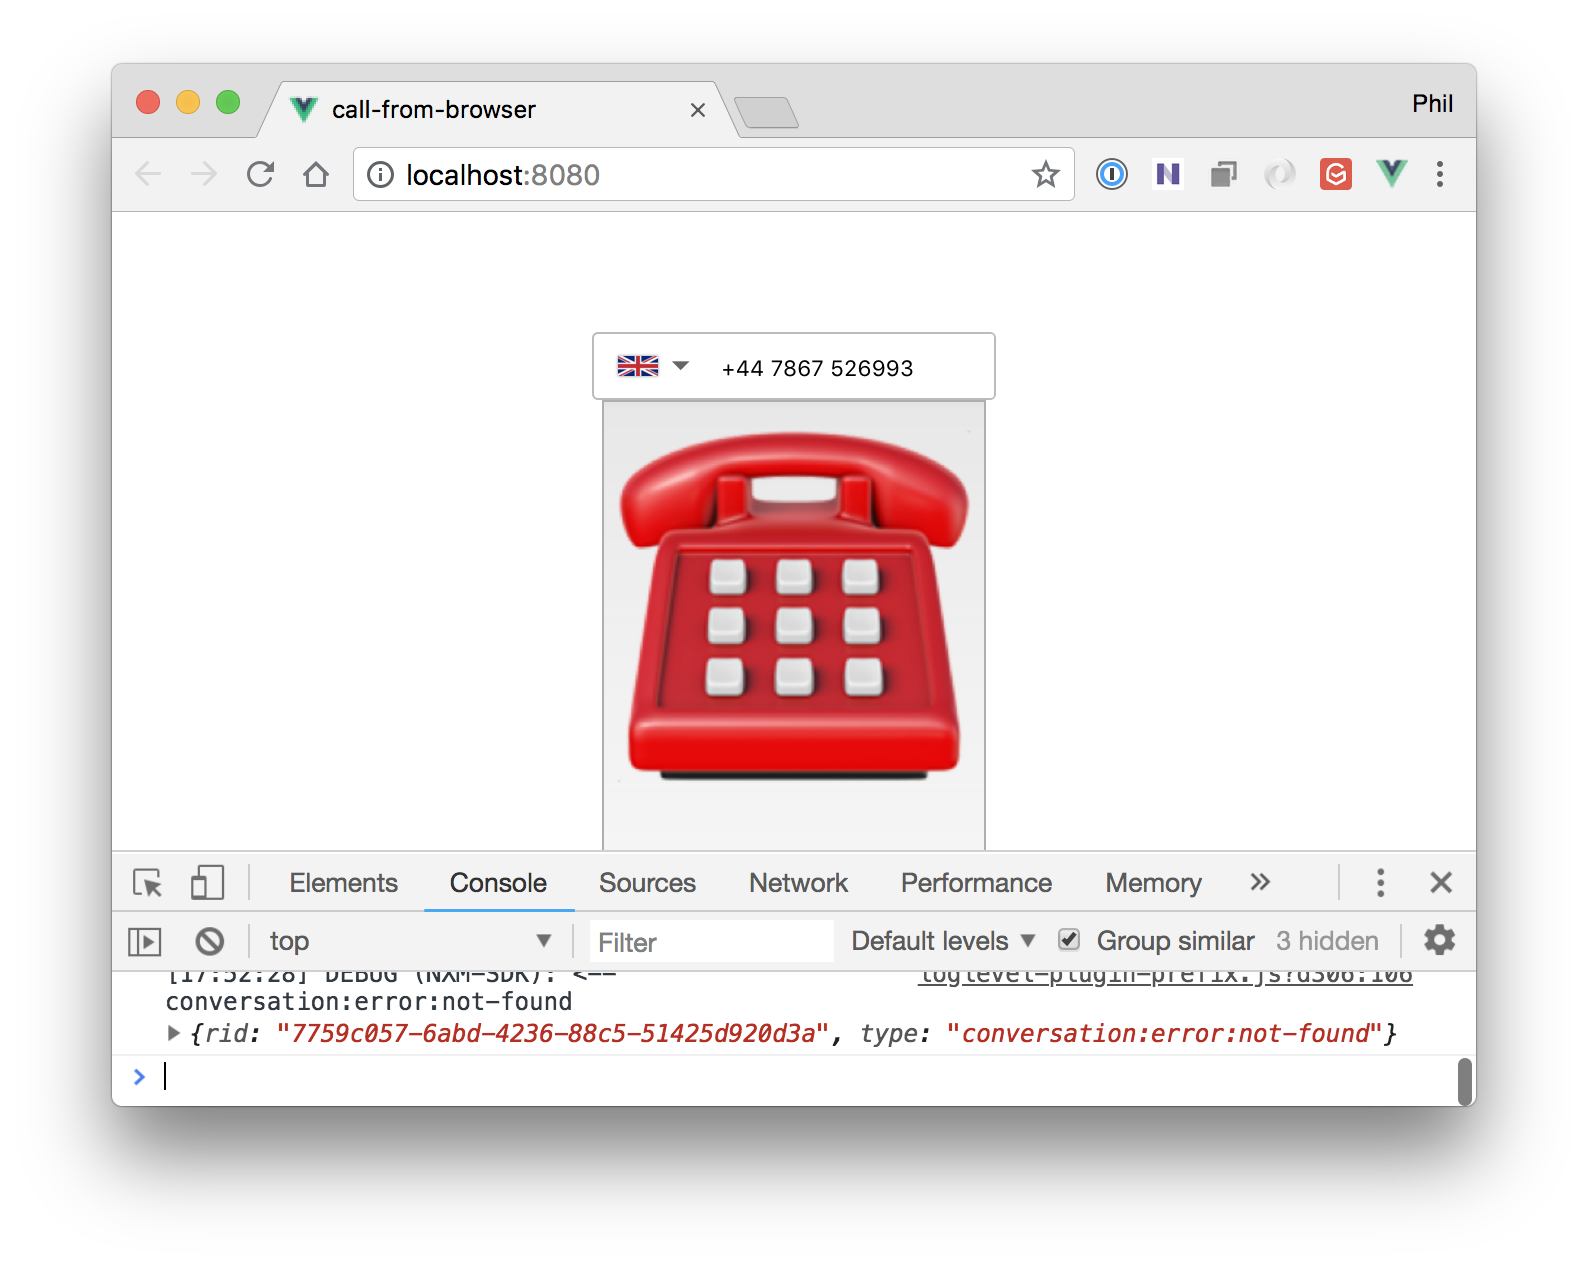 call-from-browser
Phil
localhost:8080
+44 7867 526993
Elements Console Sources Network Performance Memory
top Filter Default levels Group similar 3 hidden
[17:52:28] DEBUG (NXM-SDK): <-- loglevel-plugin-prefix.js?d306:106
conversation:error:not-found
{rid: "7759c057-6abd-4236-88c5-51425d920d3a", type: "conversation:error:not-found"}